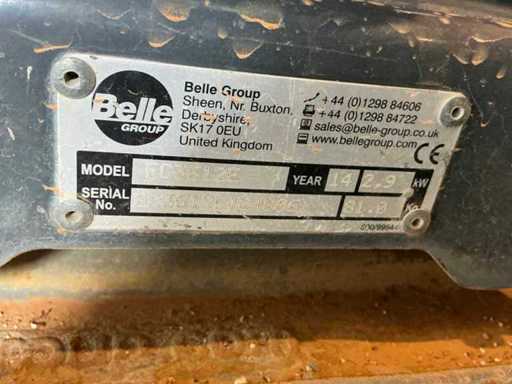 Belle
GROUP
Belle Group
Sheen, Nr. Buxton,
Derbyshire,
SK17 0EU
United Kingdom
+44 (0)1298 84606
+44 (0)1298 84722
sales@belle-group.co.uk
www.bellegroup.com
CE
MODEL YEAR 14 2.9 kW
SERIAL
No. 81.0 Kg